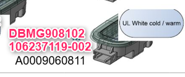 UL White cold / warm
DBMG908102
106237119-002
A0009060811